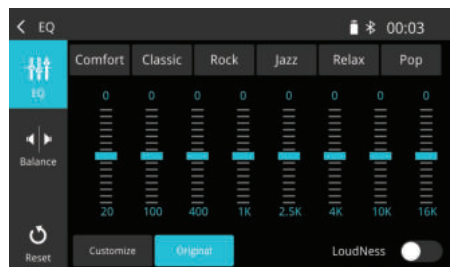 EQ 00:03
Comfort Classic Rock Jazz Relax Pop
EQ
0 0 0 0 0 0 0 0
Balance
20 100 400 1K 2.5K 4K 10K 16K
Reset Customize Original LoudNess